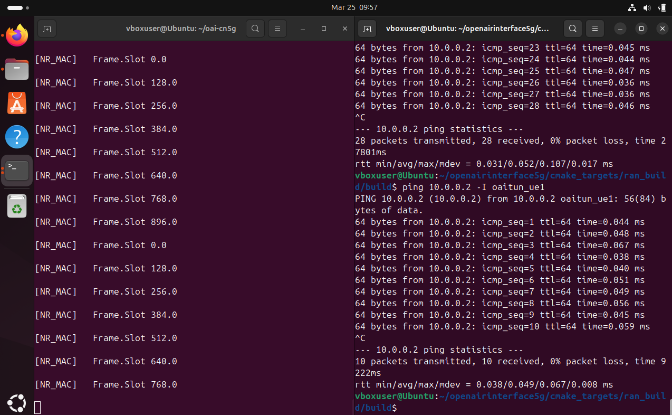 Mar 25 09:57
vboxuser@Ubuntu: ~/oai-cn5g
[NR_MAC] Frame.Slot 0.0
[NR_MAC] Frame.Slot 128.0
[NR_MAC] Frame.Slot 256.0
[NR_MAC] Frame.Slot 384.0
[NR_MAC] Frame.Slot 512.0
[NR_MAC] Frame.Slot 640.0
[NR_MAC] Frame.Slot 768.0
[NR_MAC] Frame.Slot 896.0
[NR_MAC] Frame.Slot 0.0
[NR_MAC] Frame.Slot 128.0
[NR_MAC] Frame.Slot 256.0
[NR_MAC] Frame.Slot 384.0
[NR_MAC] Frame.Slot 512.0
[NR_MAC] Frame.Slot 640.0
[NR_MAC] Frame.Slot 768.0
vboxuser@Ubuntu: ~/openairinterface5g/c...
64 bytes from 10.0.0.2: icmp_seq=23 ttl=64 time=0.045 ms
64 bytes from 10.0.0.2: icmp_seq=24 ttl=64 time=0.044 ms
64 bytes from 10.0.0.2: icmp_seq=25 ttl=64 time=0.047 ms
64 bytes from 10.0.0.2: icmp_seq=26 ttl=64 time=0.036 ms
64 bytes from 10.0.0.2: icmp_seq=27 ttl=64 time=0.036 ms
64 bytes from 10.0.0.2: icmp_seq=28 ttl=64 time=0.046 ms
^C
--- 10.0.0.2 ping statistics ---
28 packets transmitted, 28 received, 0% packet loss, time 2
7801ms
rtt min/avg/max/mdev = 0.031/0.052/0.107/0.017 ms
vboxuser@Ubuntu:~/openairinterface5g/cmake_targets/ran_buil
d/build$ ping 10.0.0.2 -I oaitun_ue1
PING 10.0.0.2 (10.0.0.2) from 10.0.0.2 oaitun_ue1: 56(84) b
ytes of data.
64 bytes from 10.0.0.2: icmp_seq=1 ttl=64 time=0.044 ms
64 bytes from 10.0.0.2: icmp_seq=2 ttl=64 time=0.048 ms
64 bytes from 10.0.0.2: icmp_seq=3 ttl=64 time=0.067 ms
64 bytes from 10.0.0.2: icmp_seq=4 ttl=64 time=0.038 ms
64 bytes from 10.0.0.2: icmp_seq=5 ttl=64 time=0.040 ms
64 bytes from 10.0.0.2: icmp_seq=6 ttl=64 time=0.051 ms
64 bytes from 10.0.0.2: icmp_seq=7 ttl=64 time=0.049 ms
64 bytes from 10.0.0.2: icmp_seq=8 ttl=64 time=0.056 ms
64 bytes from 10.0.0.2: icmp_seq=9 ttl=64 time=0.045 ms
64 bytes from 10.0.0.2: icmp_seq=10 ttl=64 time=0.059 ms
^C
--- 10.0.0.2 ping statistics ---
10 packets transmitted, 10 received, 0% packet loss, time 9
222ms
rtt min/avg/max/mdev = 0.038/0.049/0.067/0.008 ms
vboxuser@Ubuntu:~/openairinterface5g/cmake_targets/ran_buil
d/build$